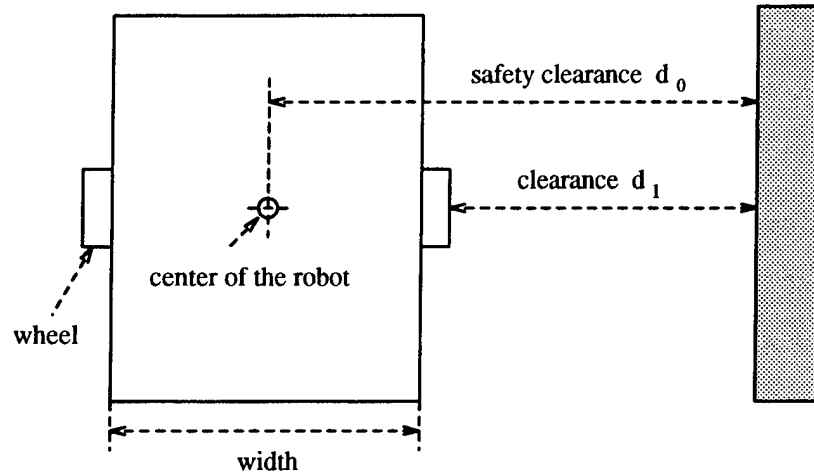 safety clearance d 0
clearance d 1
center of the robot
wheel
width